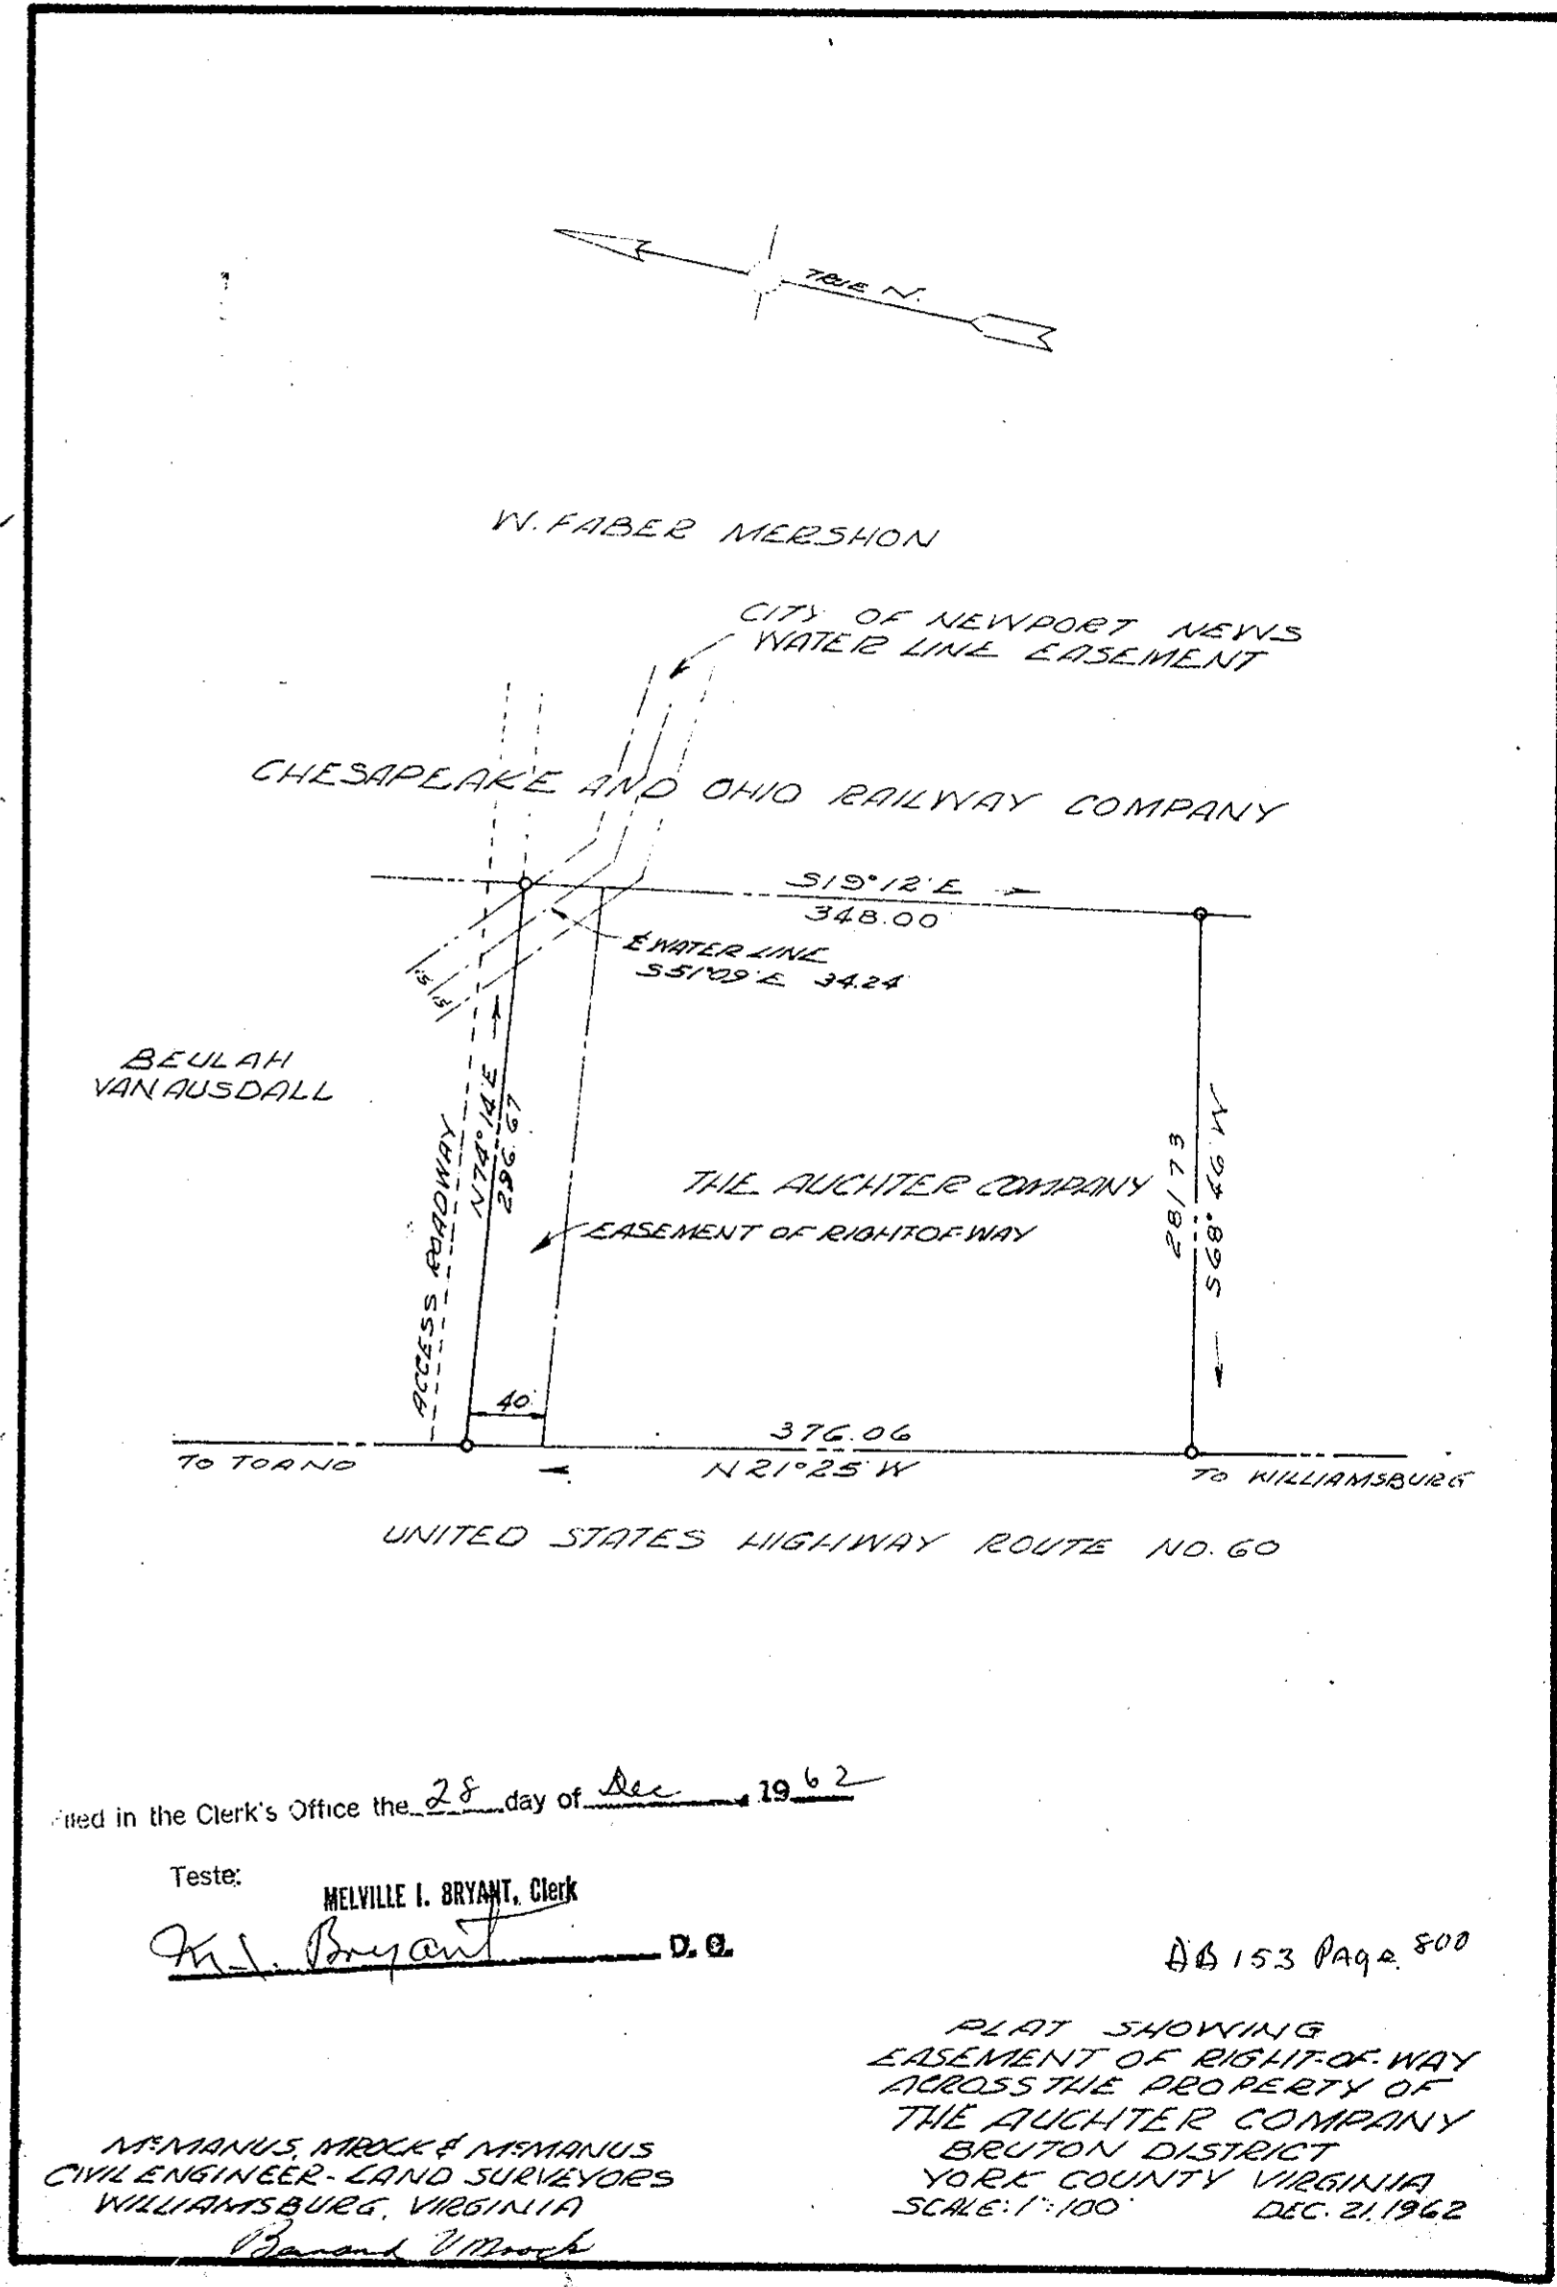 TRUE N.
W. FABER MERSHON
CITY OF NEWPORT NEWS
WATER LINE EASEMENT
CHESAPEAKE AND OHIO RAILWAY COMPANY
S19°12'E
348.00
℄ WATER LINE
S51°09'E 34.24
15'
15'
BEULAH
VAN AUSDALL
ACCESS ROADWAY
N74°14'E
296.67
THE AUCHTER COMPANY
EASEMENT OF RIGHT OF WAY
281.73
S68°46'W
40'
376.06
N21°25'W
TO TOANO
TO WILLIAMSBURG
UNITED STATES HIGHWAY ROUTE NO. 60
Filed in the Clerk's Office the 28 day of Dec, 1962
Teste:
MELVILLE I. BRYANT, Clerk
M. I. Bryant D. C.
DB 153 PAge 800
PLAT SHOWING
EASEMENT OF RIGHT-OF-WAY
ACROSS THE PROPERTY OF
THE AUCHTER COMPANY
BRUTON DISTRICT
YORK COUNTY VIRGINIA
SCALE: 1":100' DEC. 21, 1962
McMANUS, MROCK & McMANUS
CIVIL ENGINEER - LAND SURVEYORS
WILLIAMSBURG, VIRGINIA